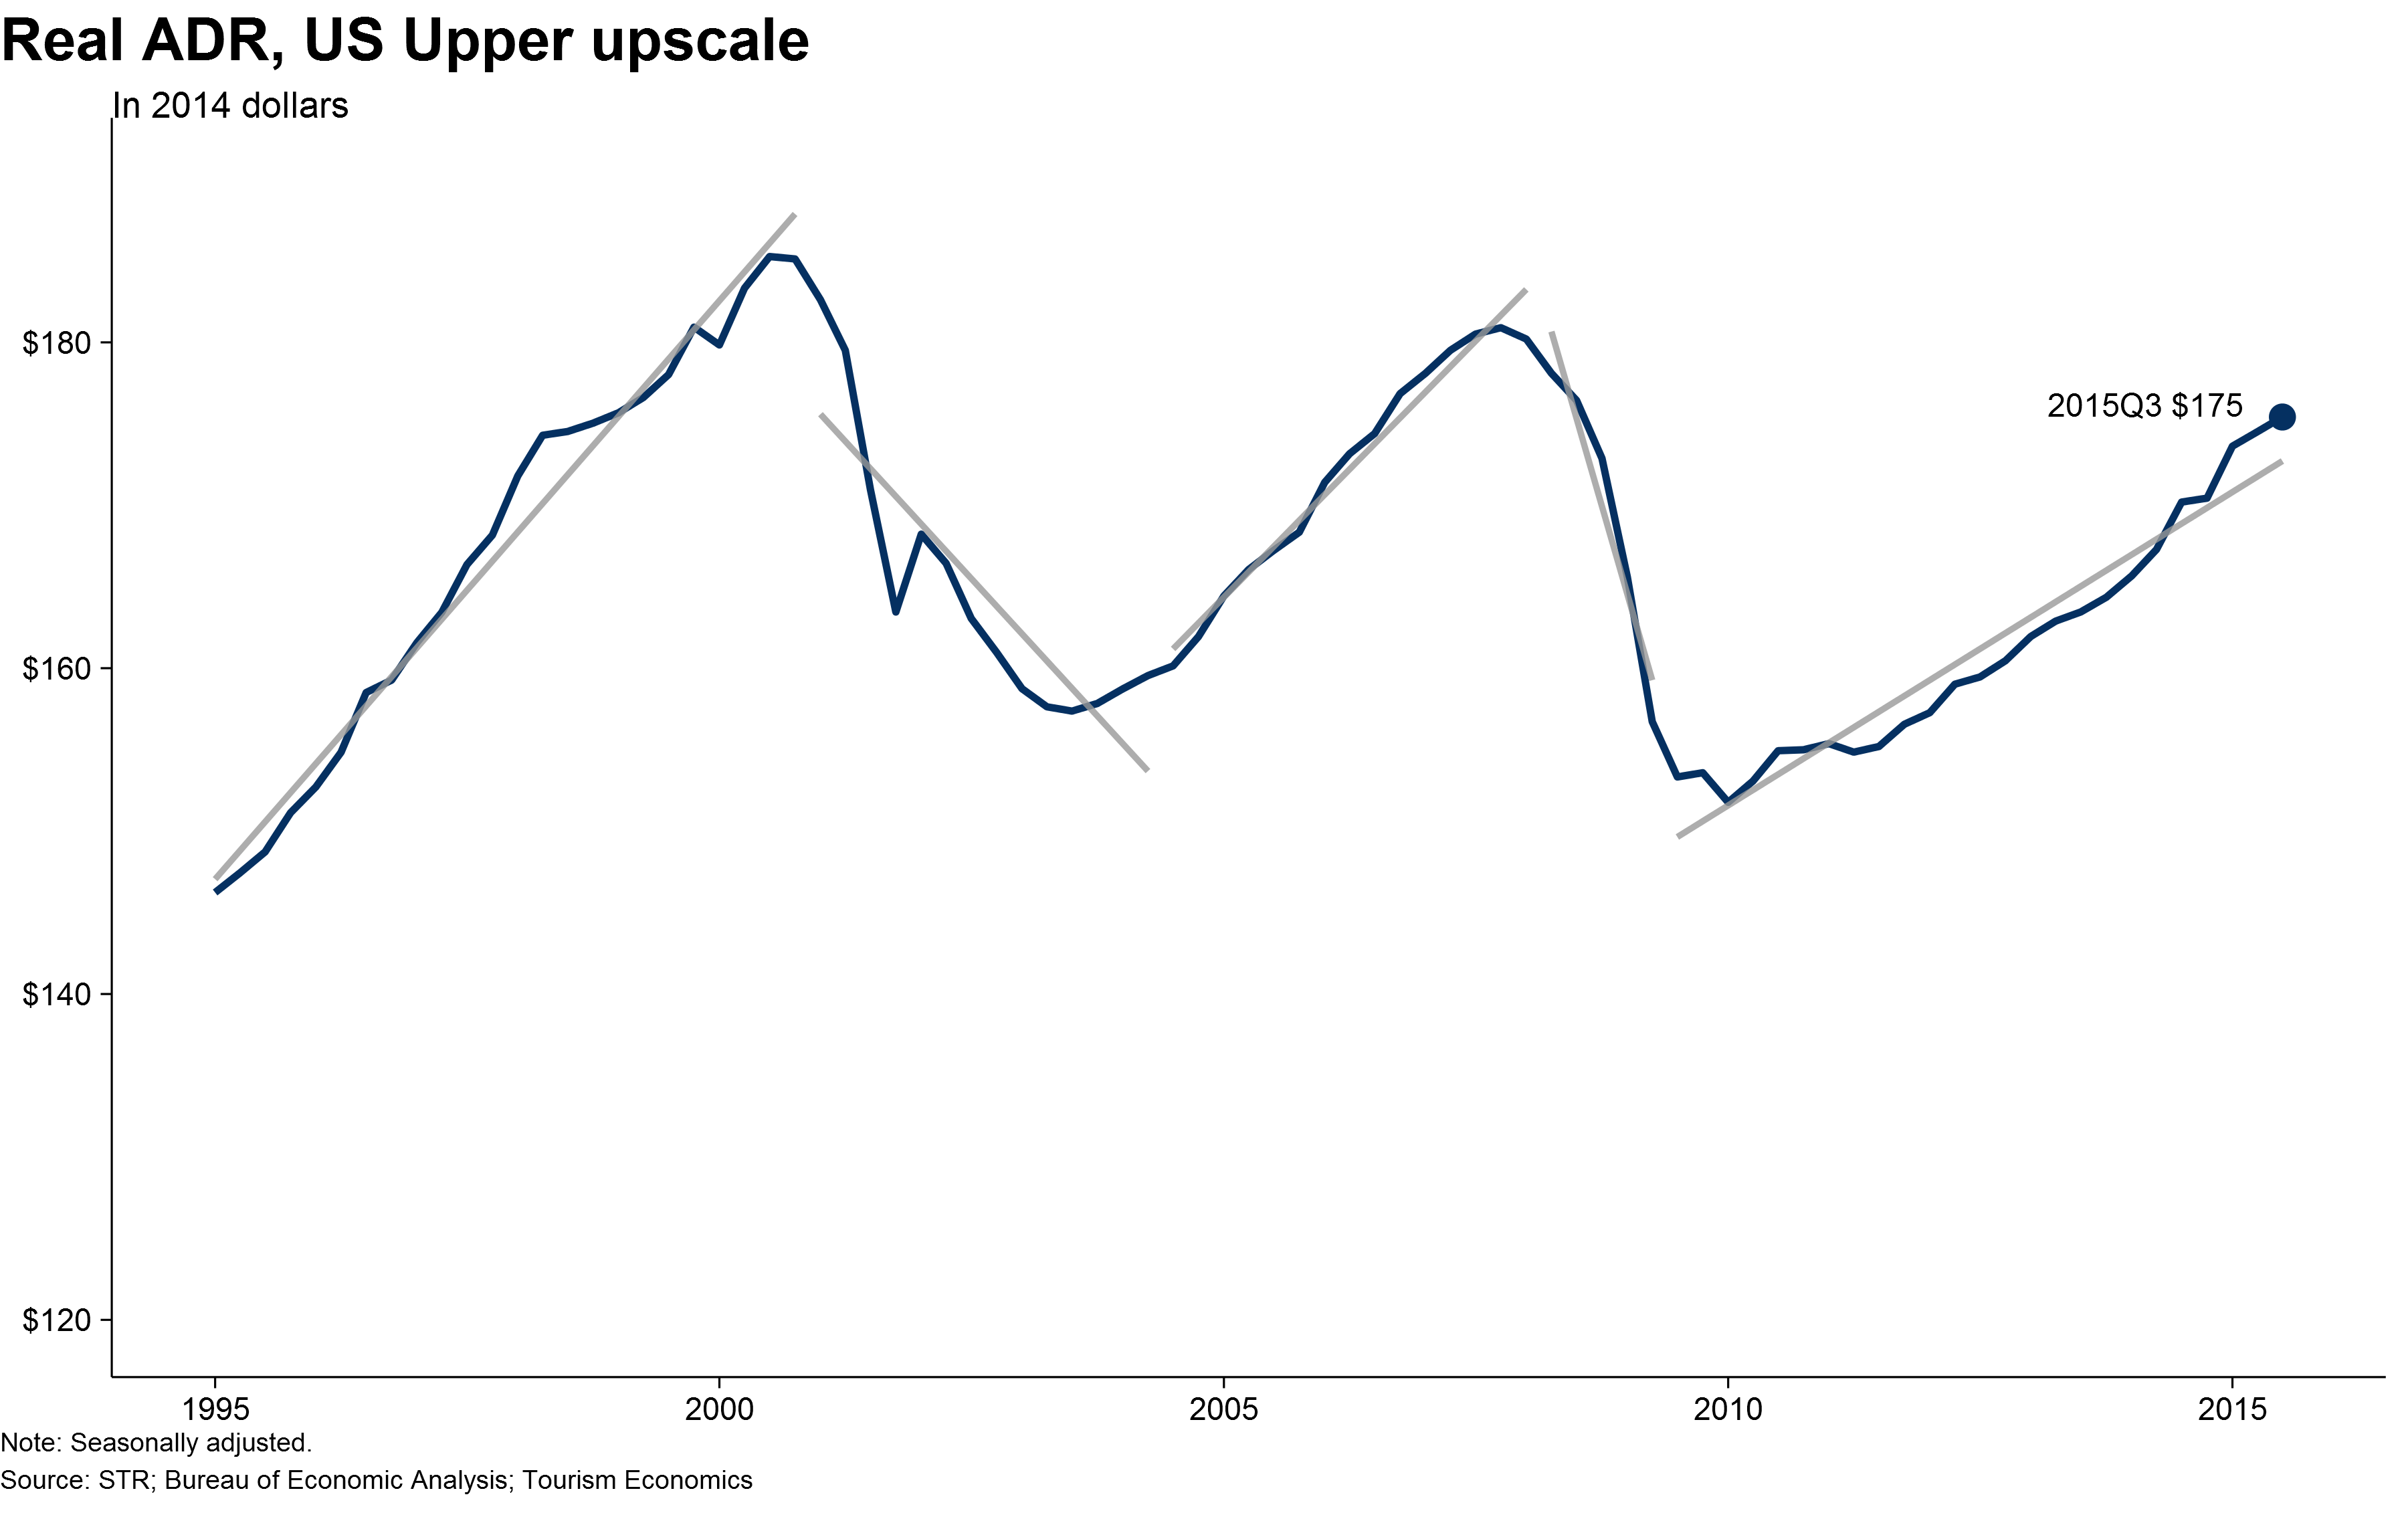 Real ADR, US Upper upscale
In 2014 dollars
$180
2015Q3 $175
$160
$140
$120
1995 2000 2005 2010 2015
Note: Seasonally adjusted.
Source: STR; Bureau of Economic Analysis; Tourism Economics